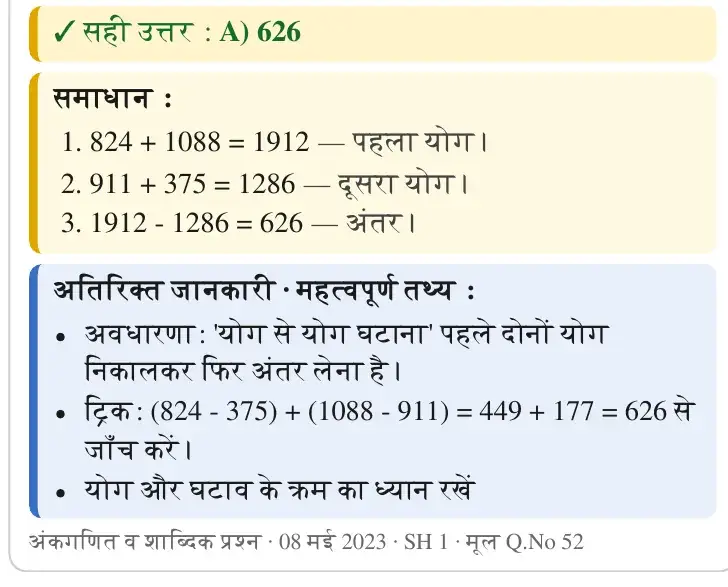 ✓ सही उत्तर : A) 626
समाधान :
1. 824 + 1088 = 1912 — पहला योग।
2. 911 + 375 = 1286 — दूसरा योग।
3. 1912 - 1286 = 626 — अंतर।
अतिरिक्त जानकारी · महत्वपूर्ण तथ्य :
• अवधारणा : 'योग से योग घटाना' पहले दोनों योग
निकालकर फिर अंतर लेना है।
• ट्रिक : (824 - 375) + (1088 - 911) = 449 + 177 = 626 से
जाँच करें।
• योग और घटाव के क्रम का ध्यान रखें
अंकगणित व शाब्दिक प्रश्न · 08 मई 2023 · SH 1 · मूल Q.No 52